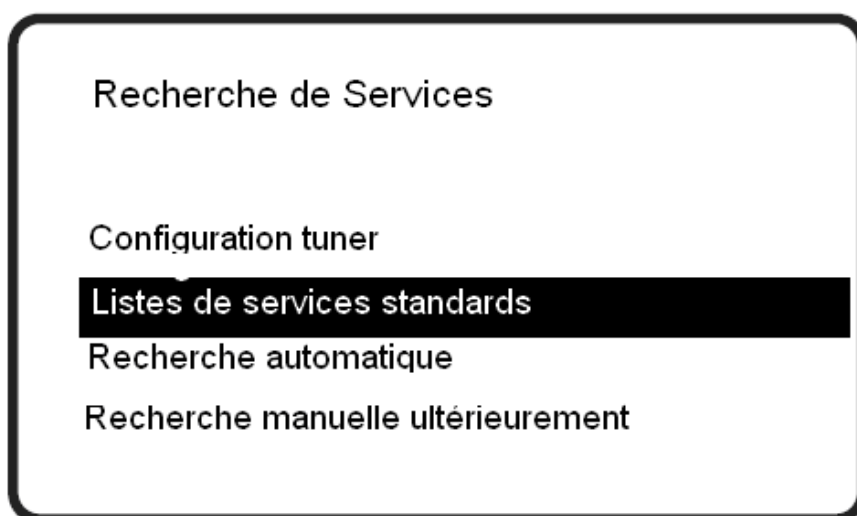 Recherche de Services
Configuration tuner
Listes de services standards
Recherche automatique
Recherche manuelle ultérieurement